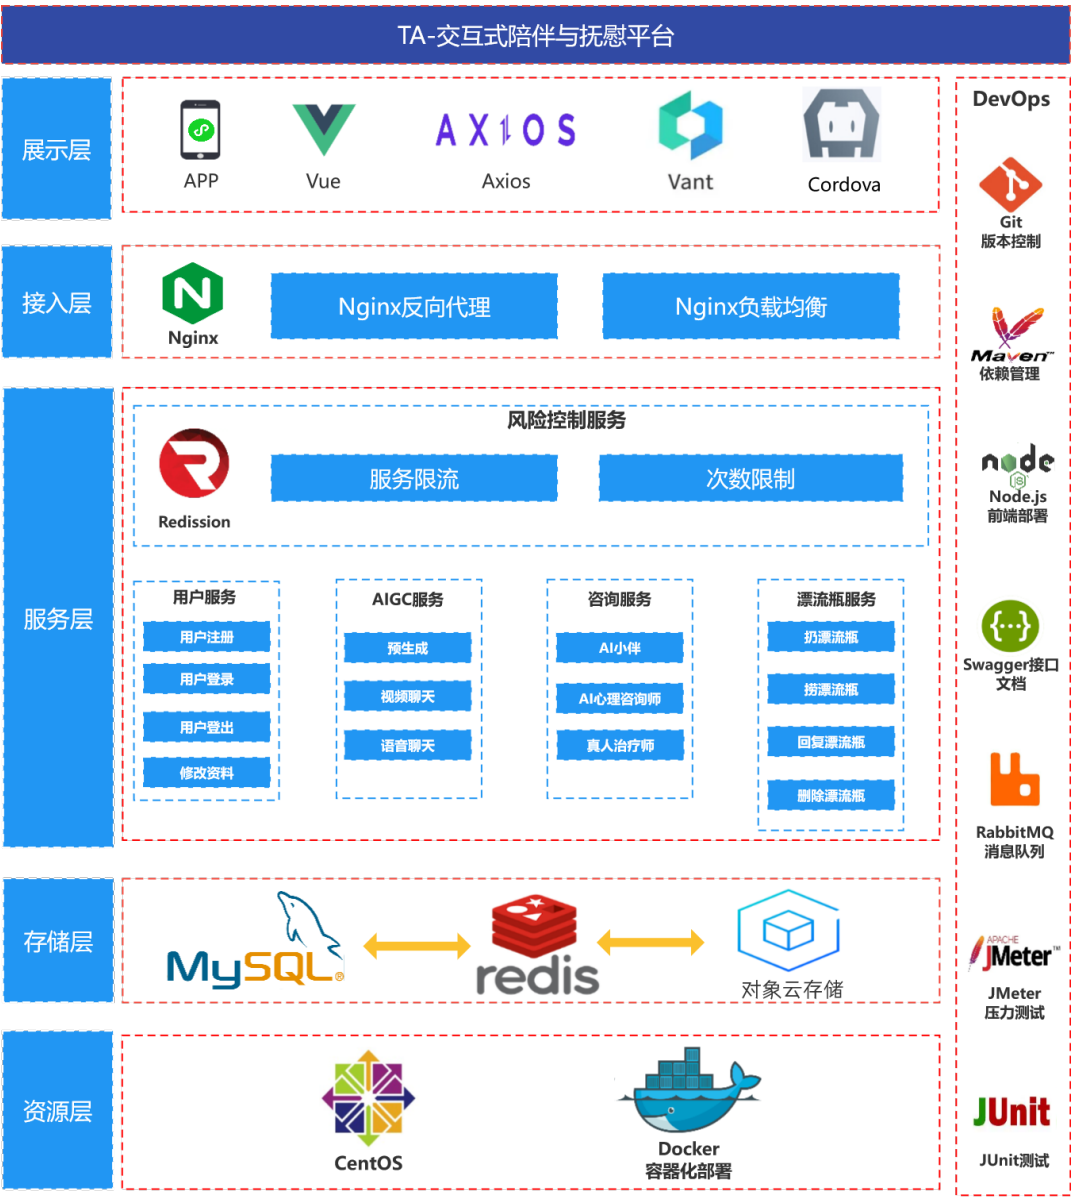 TA-交互式陪伴与抚慰平台
展示层
APP
Vue
AXIOS
Axios
Vant
Cordova
接入层
Nginx
Nginx反向代理
Nginx负载均衡
服务层
风险控制服务
Redission
服务限流
次数限制
用户服务
用户注册
用户登录
用户登出
修改资料
AIGC服务
预生成
视频聊天
语音聊天
咨询服务
AI小伴
AI心理咨询师
真人治疗师
漂流瓶服务
扔漂流瓶
捞漂流瓶
回复漂流瓶
删除漂流瓶
存储层
MySQL®
redis
对象云存储
资源层
CentOS
Docker
容器化部署
DevOps
Git
版本控制
Maven™
依赖管理
node
JS
Node.js
前端部署
{···}
Swagger接口
文档
RabbitMQ
消息队列
APACHE
JMeter™
JMeter
压力测试
JUnit
JUnit测试